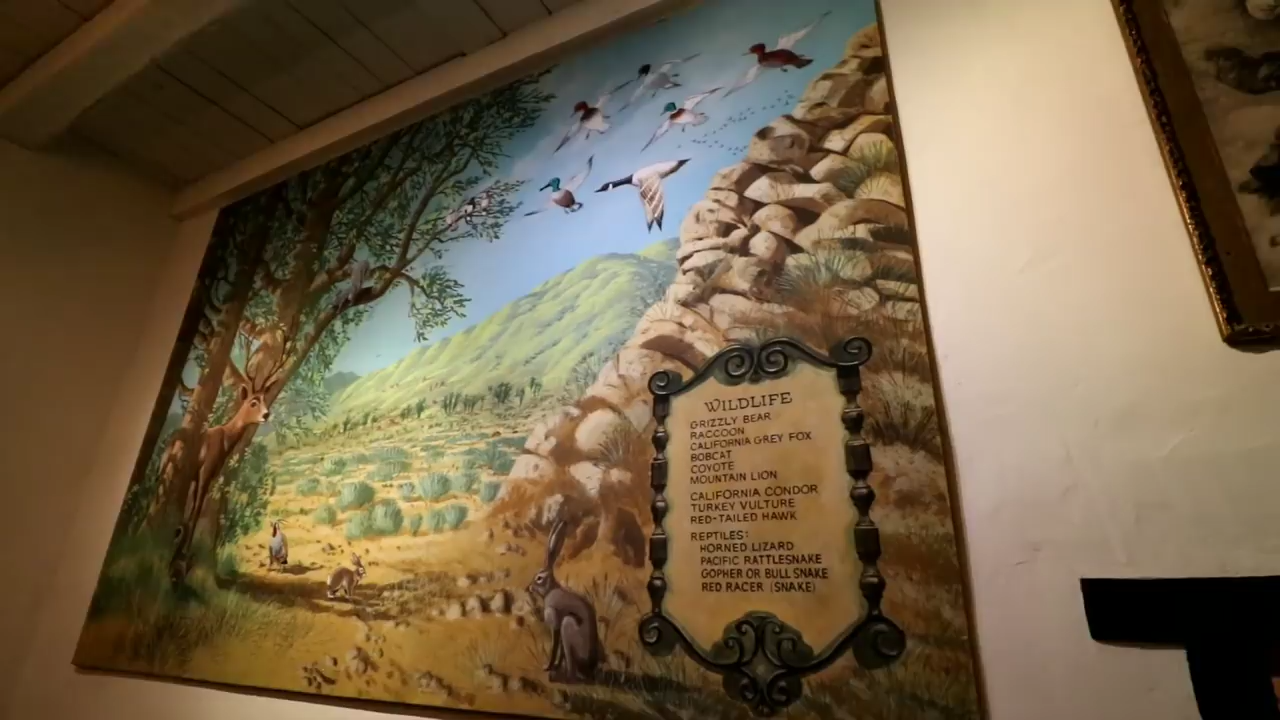 WILDLIFE
GRIZZLY BEAR
RACCOON
CALIFORNIA GREY FOX
BOBCAT
COYOTE
MOUNTAIN LION
CALIFORNIA CONDOR
TURKEY VULTURE
RED-TAILED HAWK
REPTILES:
HORNED LIZARD
PACIFIC RATTLESNAKE
GOPHER OR BULL SNAKE
RED RACER (SNAKE)